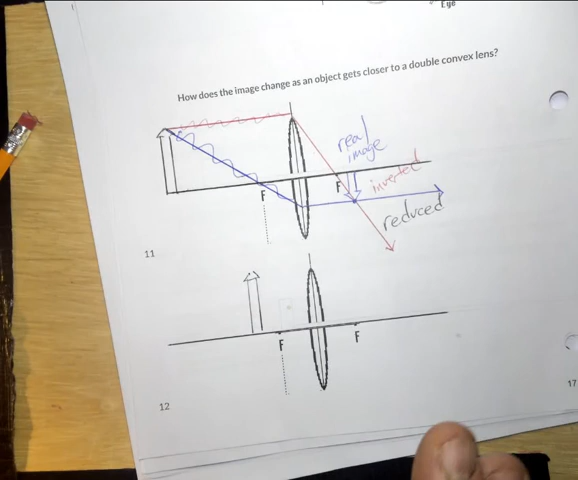 Eye
How does the image change as an object gets closer to a double convex lens?
real
image
inverted
F
F
reduced
11
F
F
12
17